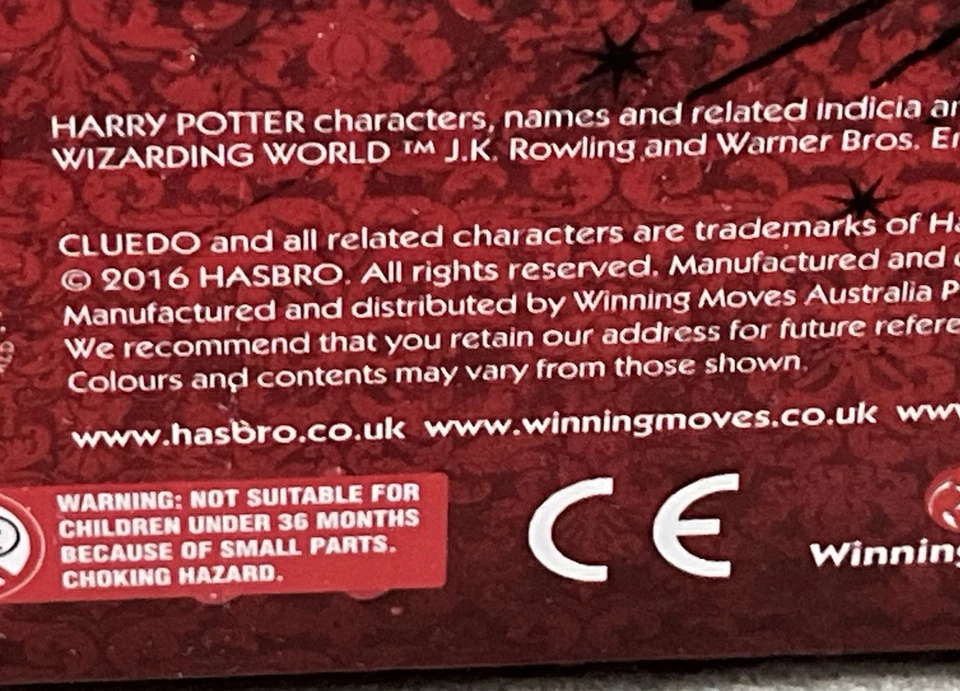 HARRY POTTER characters, names and related indicia
WIZARDING WORLD ™ J.K. Rowling and Warner Bros.
CLUEDO and all related characters are trademarks of
© 2016 HASBRO. All rights reserved. Manufactured and
Manufactured and distributed by Winning Moves Australia
We recommend that you retain our address for future
Colours and contents may vary from those shown.
www.hasbro.co.uk www.winningmoves.co.uk
WARNING: NOT SUITABLE FOR
CHILDREN UNDER 36 MONTHS
BECAUSE OF SMALL PARTS.
CHOKING HAZARD.
CE
Winning